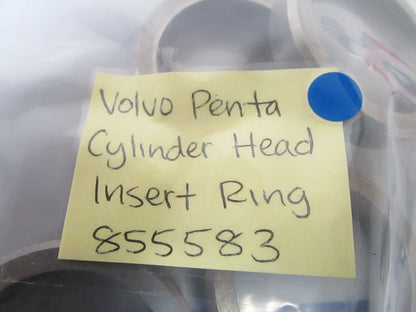 Volvo Penta
Cylinder Head
Insert Ring
855583